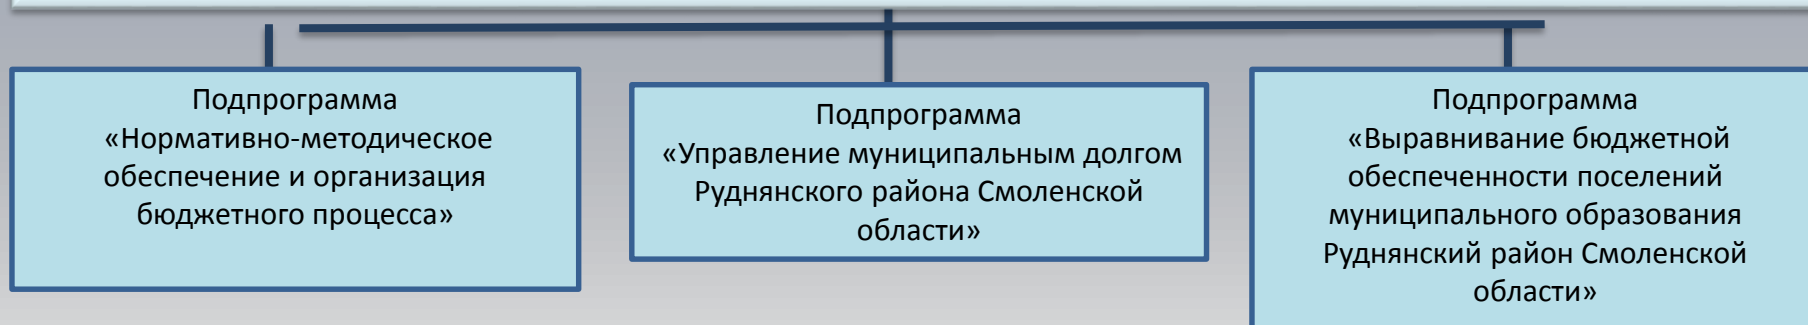 Подпрограмма
«Нормативно-методическое
обеспечение и организация
бюджетного процесса»
Подпрограмма
«Управление муниципальным долгом
Руднянского района Смоленской
области»
Подпрограмма
«Выравнивание бюджетной
обеспеченности поселений
муниципального образования
Руднянский район Смоленской
области»